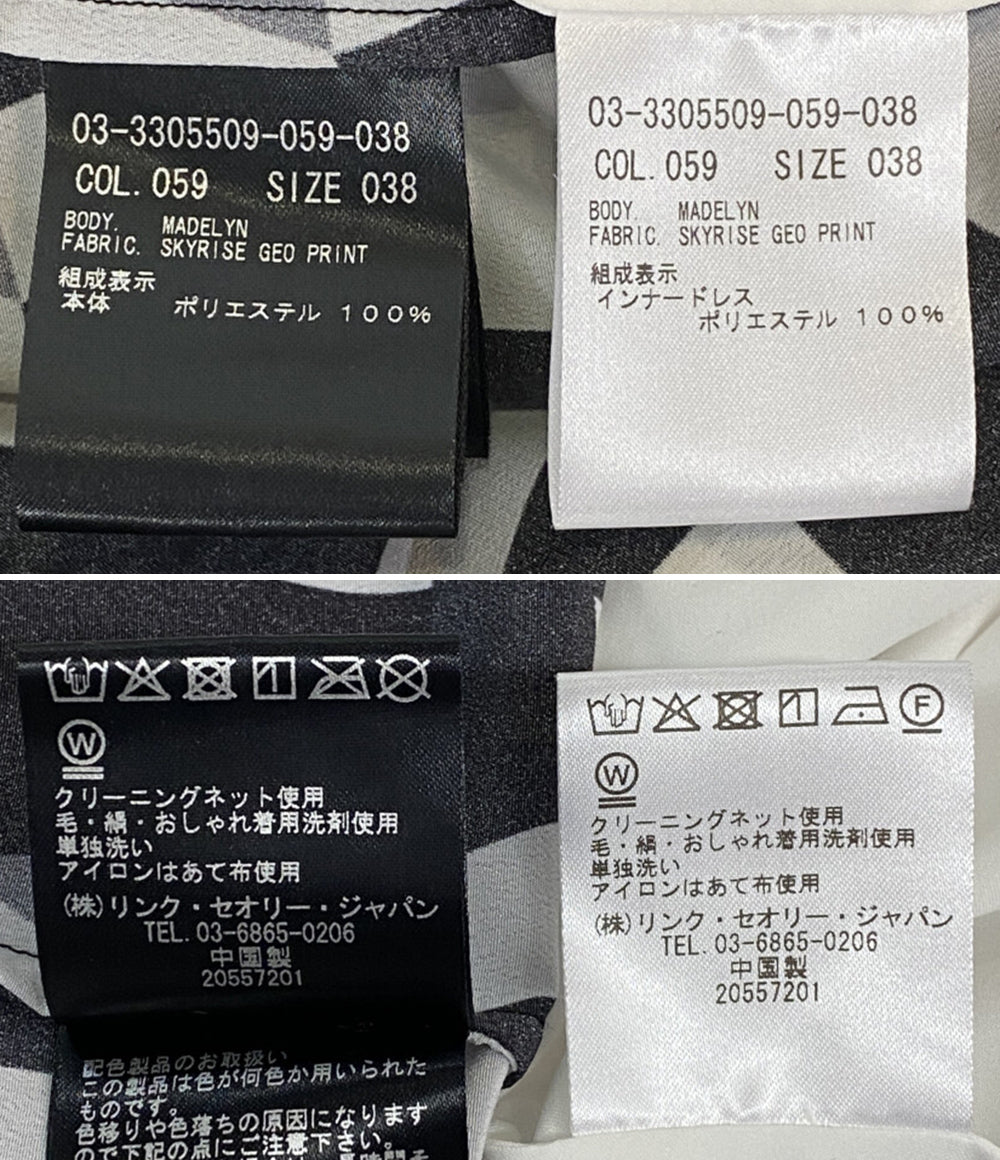 03-3305509-059-038
COL. 059 SIZE 038
BODY. MADELYN
FABRIC. SKYRISE GEO PRINT
組成表示
本体
ポリエステル 100%
03-3305509-059-038
COL. 059 SIZE 038
BODY. MADELYN
FABRIC. SKYRISE GEO PRINT
組成表示
インナードレス
ポリエステル 100%
W
クリーニングネット使用
毛・絹・おしゃれ着用洗剤使用
単独洗い
アイロンはあて布使用
(株)リンク・セオリー・ジャパン
TEL. 03-6865-0206
中国製
20557201
配色製品のお取扱い
この製品は色が何色か用いられた
ものです。
色移りや色落ちの原因になります
ので下記の点にご注意下さい。
F
W
クリーニングネット使用
毛・絹・おしゃれ着用洗剤使用
単独洗い
アイロンはあて布使用
(株)リンク・セオリー・ジャパン
TEL. 03-6865-0206
中国製
20557201